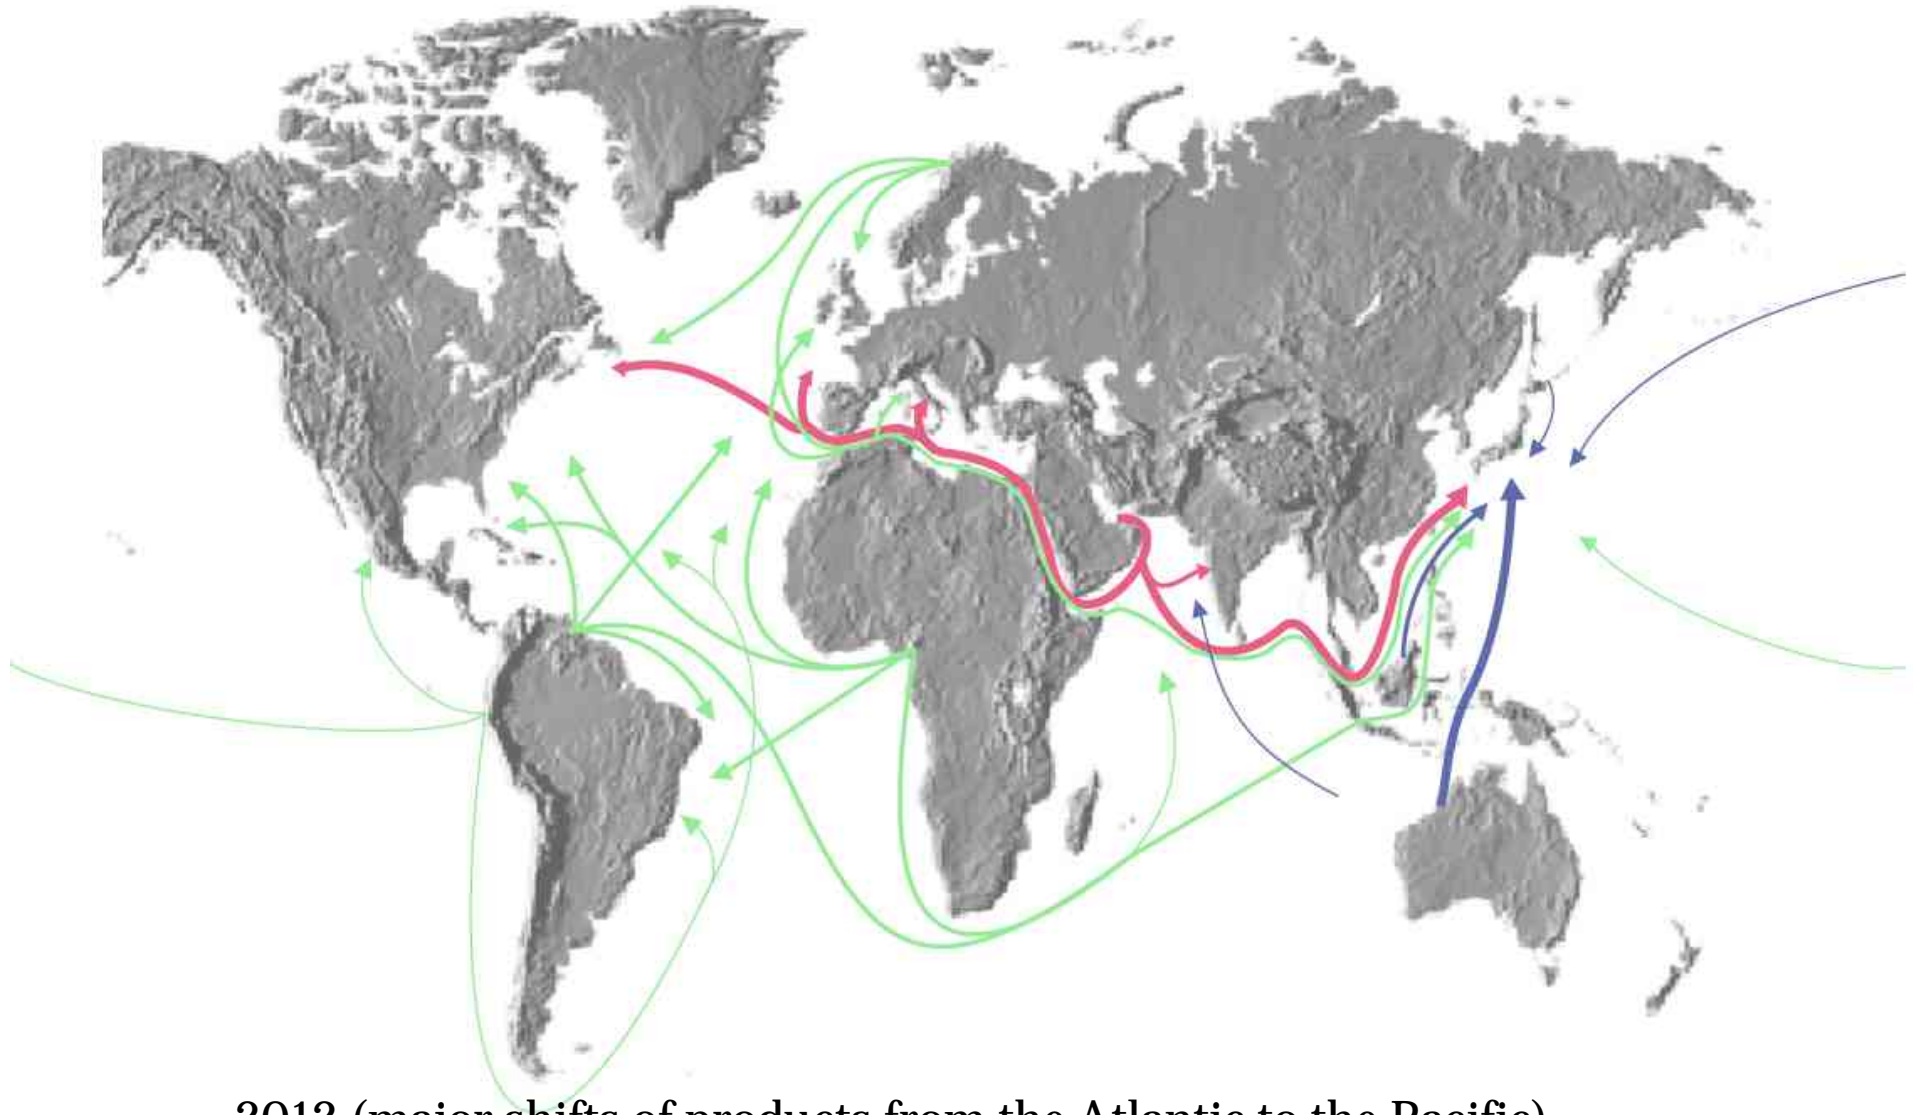 2012 (major shifts of products from the Atlantic to the Pacific)